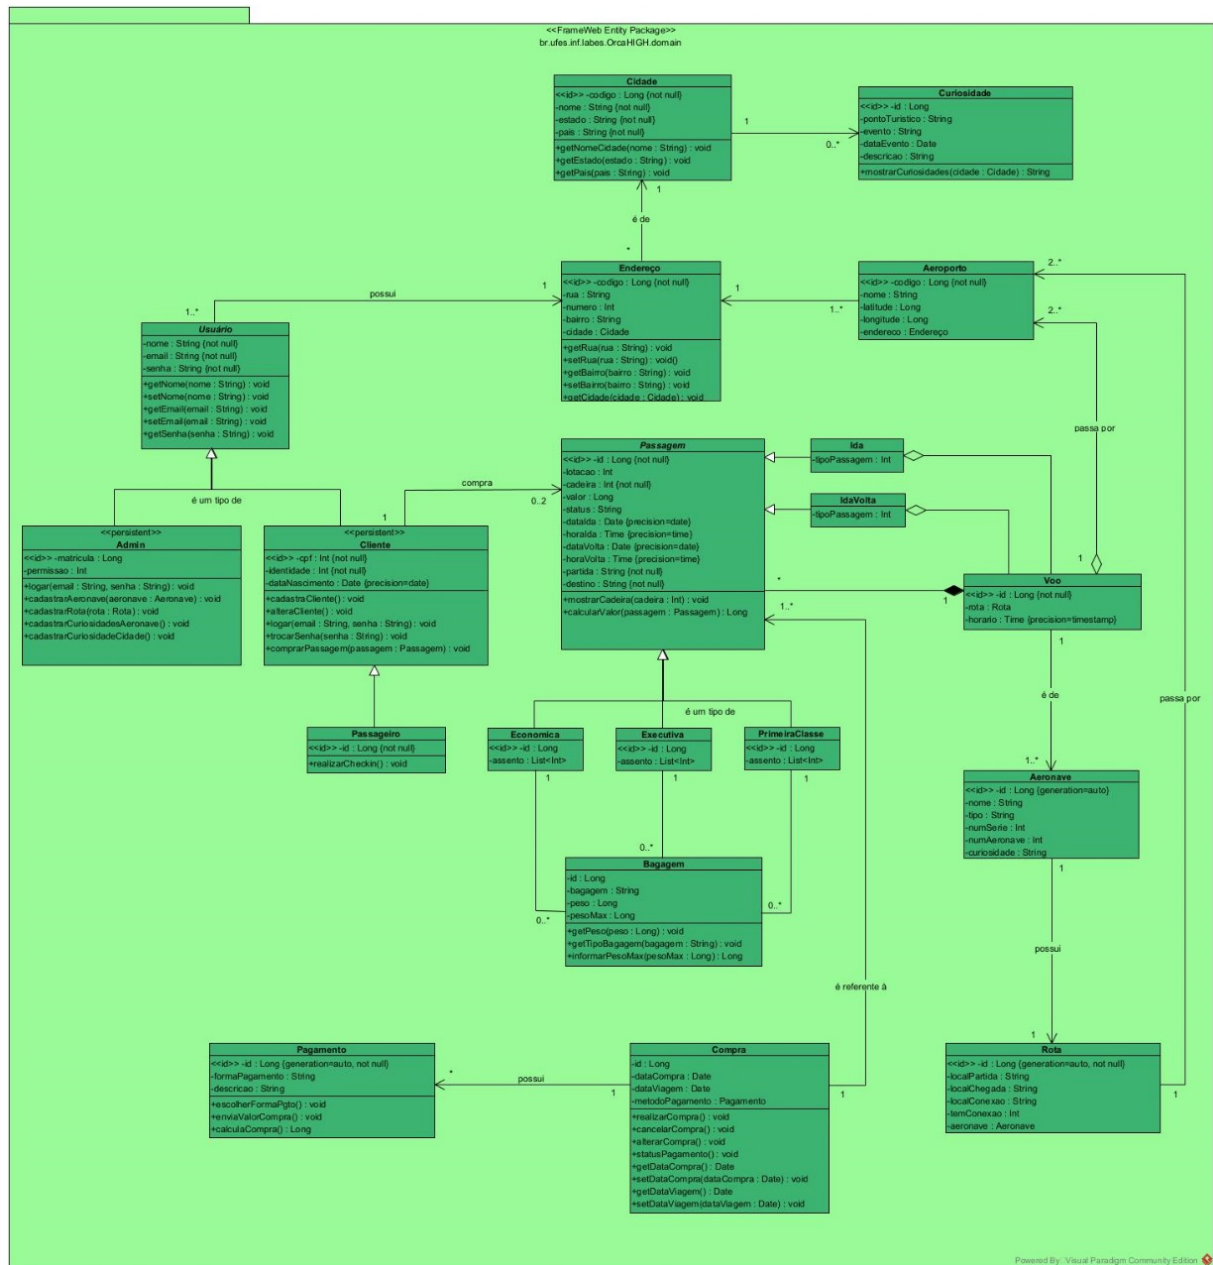 <<FrameWeb Entity Package>>
br.ufes.inf.labes.OrcaHIGH.domain
Cidade
<<id>> -codigo : Long {not null}
-nome : String {not null}
-estado : String {not null}
-pais : String {not null}
+getNomeCidade(nome : String) : void
+getEstado(estado : String) : void
+getPais(pais : String) : void
Curiosidade
<<id>> -id : Long
-pontoTuristico : String
-evento : String
-dataEvento : Date
-descricao : String
+mostrarCuriosidades(cidade : Cidade) : String
1
0..*
1
é de
*
Endereço
<<id>> -codigo : Long {not null}
-rua : String
-numero : Int
-bairro : String
-cidade : Cidade
+getRua(rua : String) : void
+setRua(rua : String) : void()
+getBairro(bairro : String) : void
+setBairro(bairro : String) : void
+getCidade(cidade : Cidade) : void
Aeroporto
<<id>> -codigo : Long {not null}
-nome : String
-latitude : Long
-longitude : Long
-endereco : Endereço
1
1..*
2..*
2..*
possui
1
1..*
Usuário
-nome : String {not null}
-email : String {not null}
-senha : String {not null}
+getNome(nome : String) : void
+setNome(nome : String) : void
+getEmail(email : String) : void
+setEmail(email : String) : void
+getSenha(senha : String) : void
é um tipo de
<<persistent>>
Admin
<<id>> -matricula : Long
-permissao : Int
+logar(email : String, senha : String) : void
+cadastrarAeronave(aeronave : Aeronave) : void
+cadastrarRota(rota : Rota) : void
+cadastrarCuriosidadesAeronave() : void
+cadastrarCuriosidadeCidade() : void
<<persistent>>
Cliente
<<id>> -cpf : Int {not null}
-identidade : Int {not null}
-dataNascimento : Date {precision=date}
+cadastraCliente() : void
+alteraCliente() : void
+logar(email : String, senha : String) : void
+trocarSenha(senha : String) : void
+comprarPassagem(passagem : Passagem) : void
1
compra
0..2
Passagem
<<id>> -id : Long {not null}
-lotacao : Int
-cadeira : Int {not null}
-valor : Long
-status : String
-dataIda : Date {precision=date}
-horaIda : Time {precision=time}
-dataVolta : Date {precision=date}
-horaVolta : Time {precision=time}
-partida : String {not null}
-destino : String {not null}
+mostrarCadeira(cadeira : Int) : void
+calcularValor(passagem : Passagem) : Long
Ida
-tipoPassagem : Int
IdaVolta
-tipoPassagem : Int
passa por
1
*
1
1..*
Voo
<<id>> -id : Long {not null}
-rota : Rota
-horario : Time {precision=timestamp}
1
é de
1..*
passa por
Passageiro
<<id>> -id : Long {not null}
+realizarCheckin() : void
é um tipo de
Economica
<<id>> -id : Long
-assento : List<Int>
Executiva
<<id>> -id : Long
-assento : List<Int>
PrimeiraClasse
<<id>> -id : Long
-assento : List<Int>
1
1
1
0..*
0..*
0..*
Bagagem
-id : Long
-bagagem : String
-peso : Long
-pesoMax : Long
+getPeso(peso : Long) : void
+getTipoBagagem(bagagem : String) : void
+informarPesoMax(pesoMax : Long) : Long
Aeronave
<<id>> -id : Long {generation=auto}
-nome : String
-tipo : String
-numSerie : Int
-numAeronave : Int
-curiosidade : String
1
possui
1
é referente à
Pagamento
<<id>> -id : Long {generation=auto, not null}
-formaPagamento : String
-descricao : String
+escolherFormaPgto() : void
+enviaValorCompra() : void
+calculaCompra() : Long
*
possui
1
Compra
-id : Long
-dataCompra : Date
-dataViagem : Date
-metodoPagamento : Pagamento
+realizarCompra() : void
+cancelarCompra() : void
+alterarCompra() : void
+statusPagamento() : void
+getDataCompra() : Date
+setDataCompra(dataCompra : Date) : void
+getDataViagem() : Date
+setDataViagem(dataViagem : Date) : void
1
Rota
<<id>> -id : Long {generation=auto, not null}
-localPartida : String
-localChegada : String
-localConexao : String
-temConexao : Int
-aeronave : Aeronave
1
Powered By: Visual Paradigm Community Edition